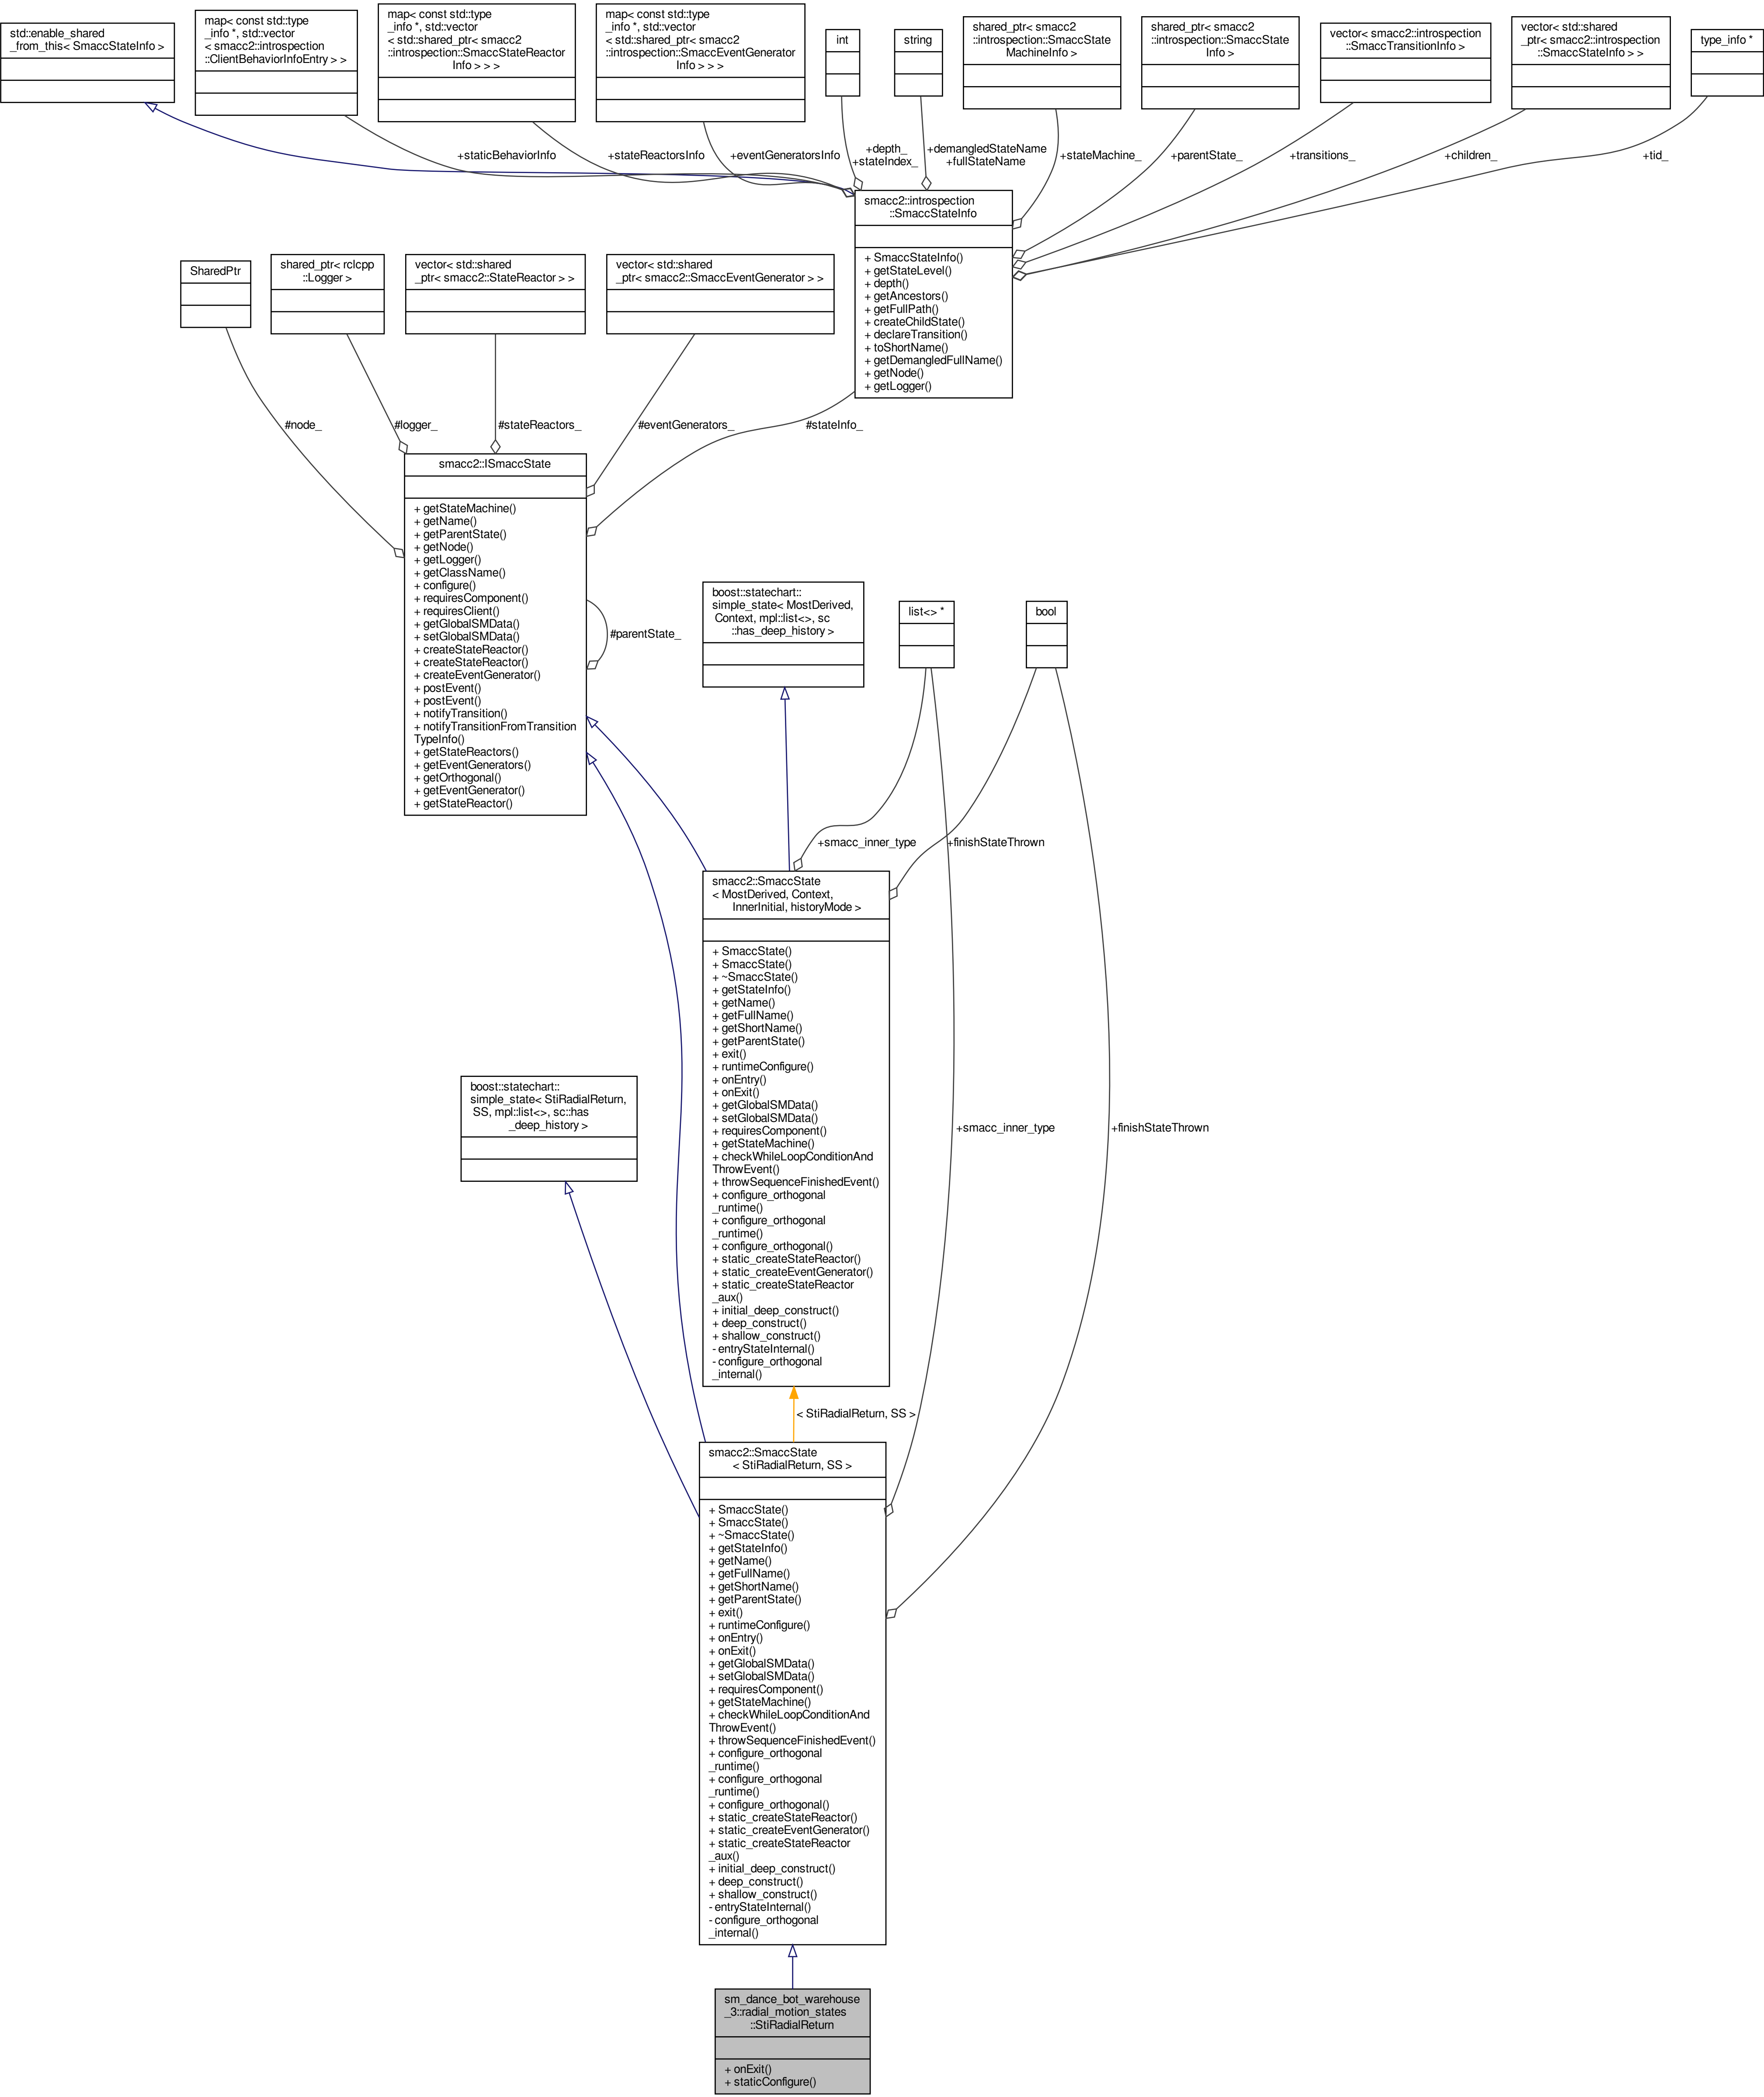 std::enable_shared
_from_this< SmaccStateInfo >
map< const std::type
_info *, std::vector
< smacc2::introspection
::ClientBehaviorInfoEntry > >
map< const std::type
_info *, std::vector
< std::shared_ptr< smacc2
::introspection::SmaccStateReactor
Info > > >
map< const std::type
_info *, std::vector
< std::shared_ptr< smacc2
::introspection::SmaccEventGenerator
Info > > >
int
string
shared_ptr< smacc2
::introspection::SmaccState
MachineInfo >
shared_ptr< smacc2
::introspection::SmaccState
Info >
vector< smacc2::introspection
::SmaccTransitionInfo >
vector< std::shared
_ptr< smacc2::introspection
::SmaccStateInfo > >
type_info *
+staticBehaviorInfo
+stateReactorsInfo
+eventGeneratorsInfo
+depth_
+stateIndex_
+demangledStateName
+fullStateName
+stateMachine_
+parentState_
+transitions_
+children_
+tid_
smacc2::introspection
::SmaccStateInfo
+ SmaccStateInfo()
+ getStateLevel()
+ depth()
+ getAncestors()
+ getFullPath()
+ createChildState()
+ declareTransition()
+ toShortName()
+ getDemangledFullName()
+ getNode()
+ getLogger()
SharedPtr
shared_ptr< rclcpp
::Logger >
vector< std::shared
_ptr< smacc2::StateReactor > >
vector< std::shared
_ptr< smacc2::SmaccEventGenerator > >
#node_
#logger_
#stateReactors_
#eventGenerators_
#stateInfo_
smacc2::ISmaccState
+ getStateMachine()
+ getName()
+ getParentState()
+ getNode()
+ getLogger()
+ getClassName()
+ configure()
+ requiresComponent()
+ requiresClient()
+ getGlobalSMData()
+ setGlobalSMData()
+ createStateReactor()
+ createStateReactor()
+ createEventGenerator()
+ postEvent()
+ postEvent()
+ notifyTransition()
+ notifyTransitionFromTransition
TypeInfo()
+ getStateReactors()
+ getEventGenerators()
+ getOrthogonal()
+ getEventGenerator()
+ getStateReactor()
#parentState_
boost::statechart::
simple_state< MostDerived,
Context, mpl::list<>, sc
::has_deep_history >
list<> *
bool
+smacc_inner_type
+finishStateThrown
smacc2::SmaccState
< MostDerived, Context,
InnerInitial, historyMode >
+ SmaccState()
+ SmaccState()
+ ~SmaccState()
+ getStateInfo()
+ getName()
+ getFullName()
+ getShortName()
+ getParentState()
+ exit()
+ runtimeConfigure()
+ onEntry()
+ onExit()
+ getGlobalSMData()
+ setGlobalSMData()
+ requiresComponent()
+ getStateMachine()
+ checkWhileLoopConditionAnd
ThrowEvent()
+ throwSequenceFinishedEvent()
+ configure_orthogonal
_runtime()
+ configure_orthogonal
_runtime()
+ configure_orthogonal()
+ static_createStateReactor()
+ static_createEventGenerator()
+ static_createStateReactor
_aux()
+ initial_deep_construct()
+ deep_construct()
+ shallow_construct()
- entryStateInternal()
- configure_orthogonal
_internal()
boost::statechart::
simple_state< StiRadialReturn,
SS, mpl::list<>, sc::has
_deep_history >
+smacc_inner_type
+finishStateThrown
< StiRadialReturn, SS >
smacc2::SmaccState
< StiRadialReturn, SS >
+ SmaccState()
+ SmaccState()
+ ~SmaccState()
+ getStateInfo()
+ getName()
+ getFullName()
+ getShortName()
+ getParentState()
+ exit()
+ runtimeConfigure()
+ onEntry()
+ onExit()
+ getGlobalSMData()
+ setGlobalSMData()
+ requiresComponent()
+ getStateMachine()
+ checkWhileLoopConditionAnd
ThrowEvent()
+ throwSequenceFinishedEvent()
+ configure_orthogonal
_runtime()
+ configure_orthogonal
_runtime()
+ configure_orthogonal()
+ static_createStateReactor()
+ static_createEventGenerator()
+ static_createStateReactor
_aux()
+ initial_deep_construct()
+ deep_construct()
+ shallow_construct()
- entryStateInternal()
- configure_orthogonal
_internal()
sm_dance_bot_warehouse
_3::radial_motion_states
::StiRadialReturn
+ onExit()
+ staticConfigure()